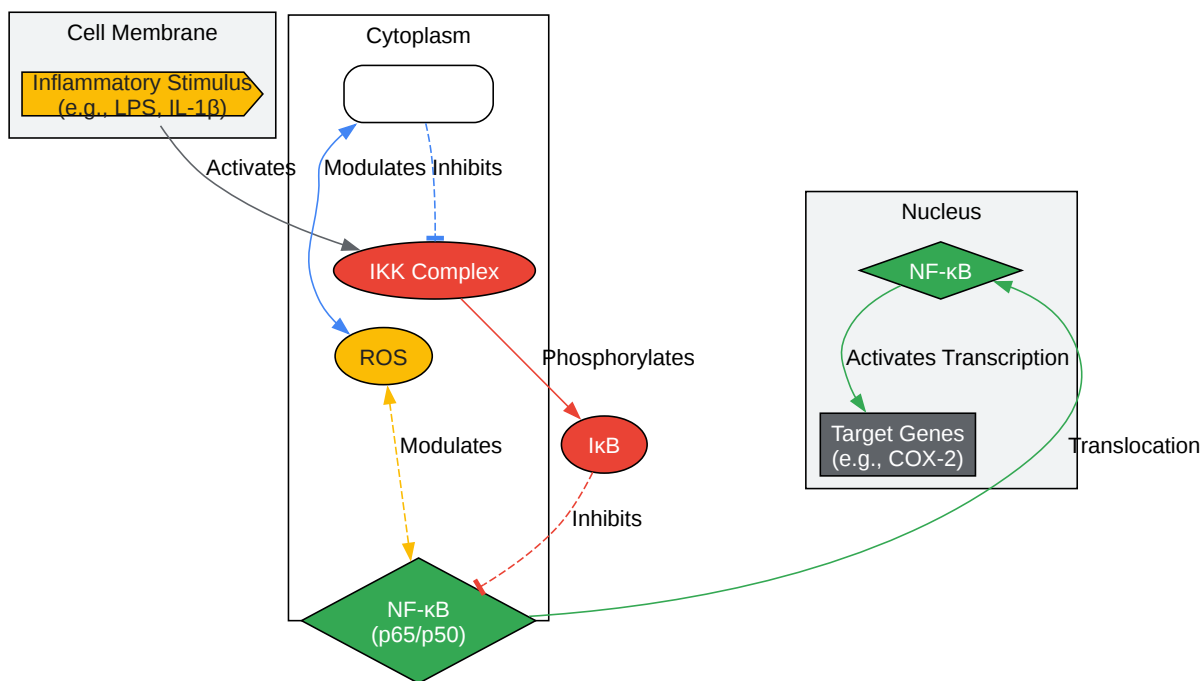 Cell Membrane
Inflammatory Stimulus
(e.g., LPS, IL-1β)
Cytoplasm
Activates
Modulates
Inhibits
IKK Complex
ROS
Phosphorylates
Modulates
IκB
Inhibits
NF-κB
(p65/p50)
Nucleus
NF-κB
Activates Transcription
Target Genes
(e.g., COX-2)
Translocation